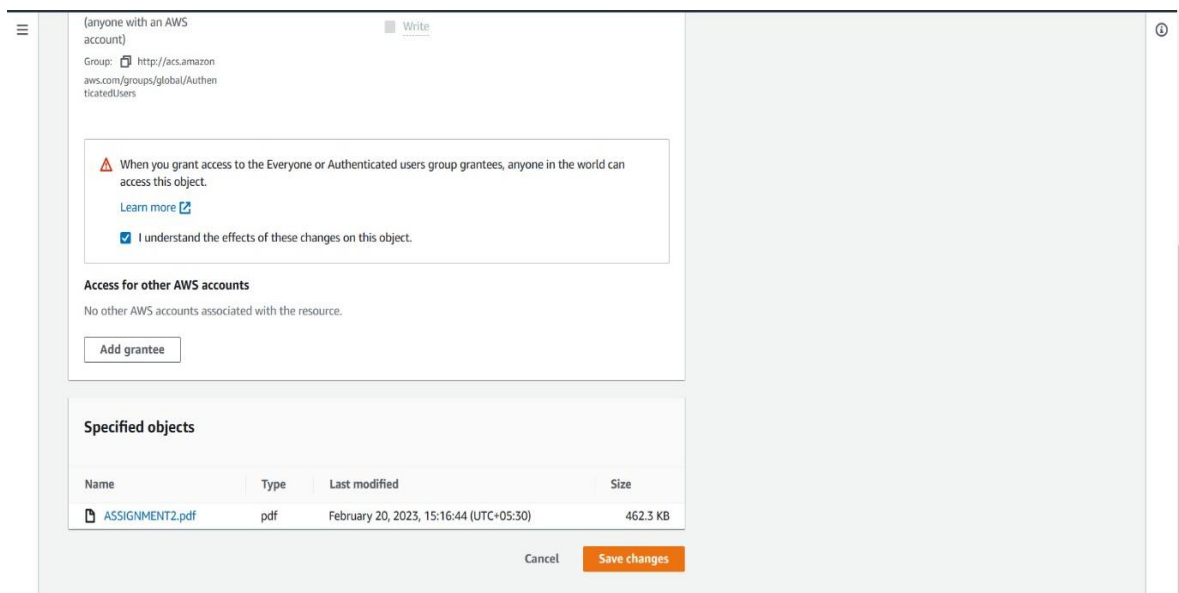 (anyone with an AWS
account)
Write
Group: http://acs.amazon
aws.com/groups/global/Authen
ticatedUsers
When you grant access to the Everyone or Authenticated users group grantees, anyone in the world can
access this object.
Learn more
I understand the effects of these changes on this object.
Access for other AWS accounts
No other AWS accounts associated with the resource.
Add grantee
Specified objects
Name Type Last modified Size
ASSIGNMENT2.pdf pdf February 20, 2023, 15:16:44 (UTC+05:30) 462.3 KB
Cancel Save changes